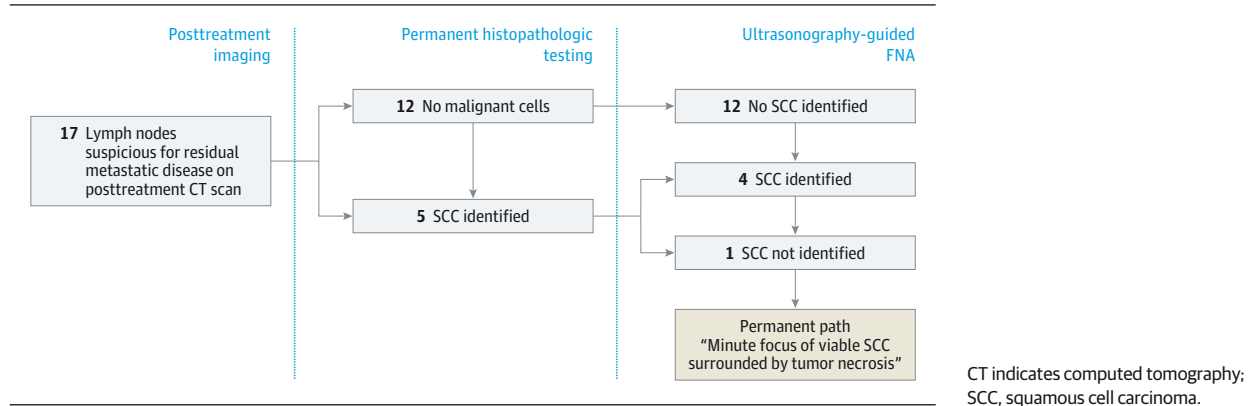 Posttreatment
imaging
Permanent histopathologic
testing
Ultrasonography-guided
FNA
17 Lymph nodes
suspicious for residual
metastatic disease on
posttreatment CT scan
12 No malignant cells
5 SCC identified
12 No SCC identified
4 SCC identified
1 SCC not identified
Permanent path
“Minute focus of viable SCC
surrounded by tumor necrosis”
CT indicates computed tomography;
SCC, squamous cell carcinoma.